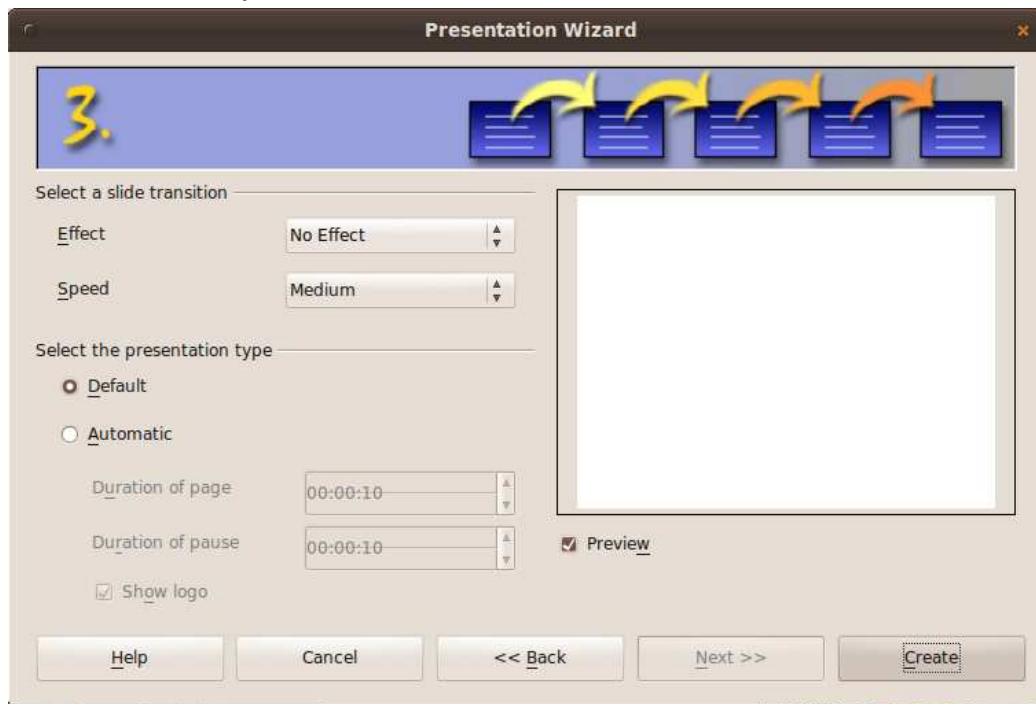 Presentation Wizard
3.
Select a slide transition
Effect
No Effect
Speed
Medium
Select the presentation type
Default
Automatic
Duration of page
00:00:10
Duration of pause
00:00:10
Show logo
Preview
Help
Cancel
<< Back
Next >>
Create